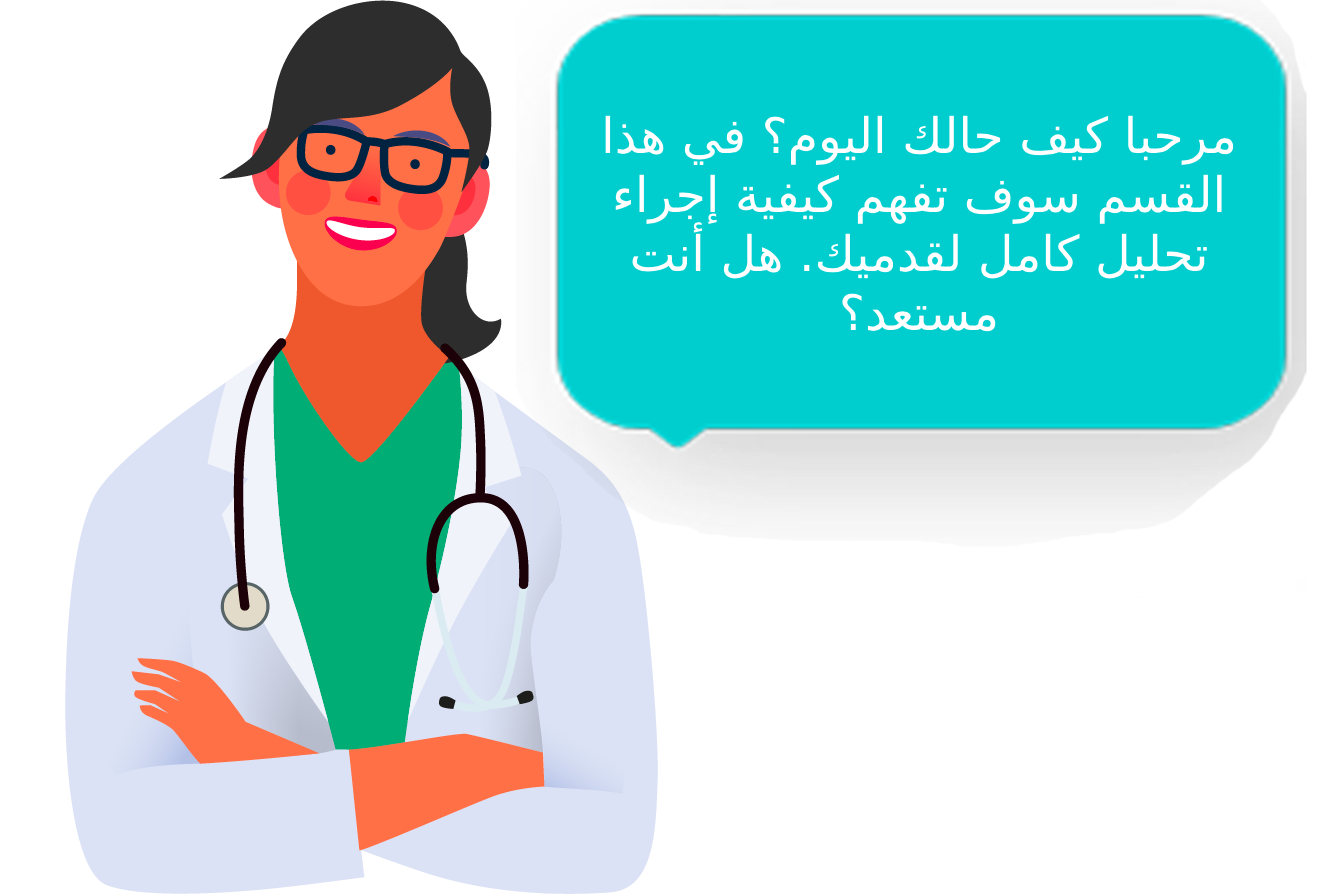 مرحبا كيف حالك اليوم؟ في هذا
القسم سوف تفهم كيفية إجراء
تحليل كامل لقدميك. هل أنت
مستعد؟